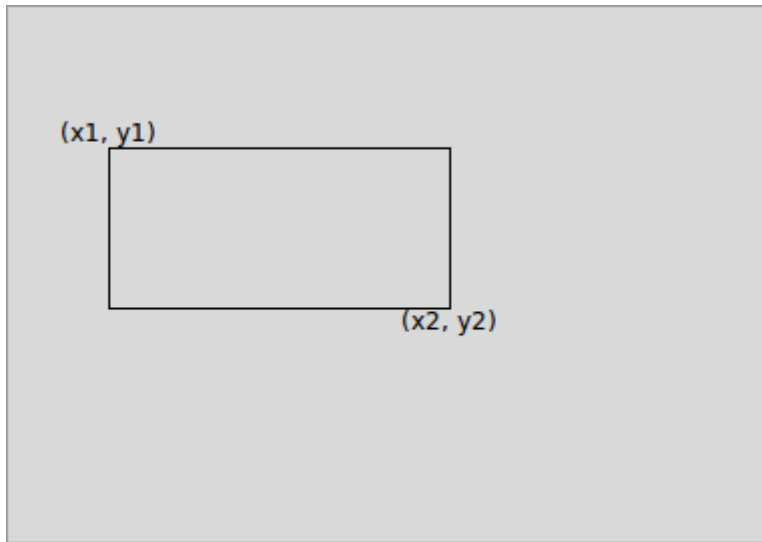 (x1, y1)
(x2, y2)